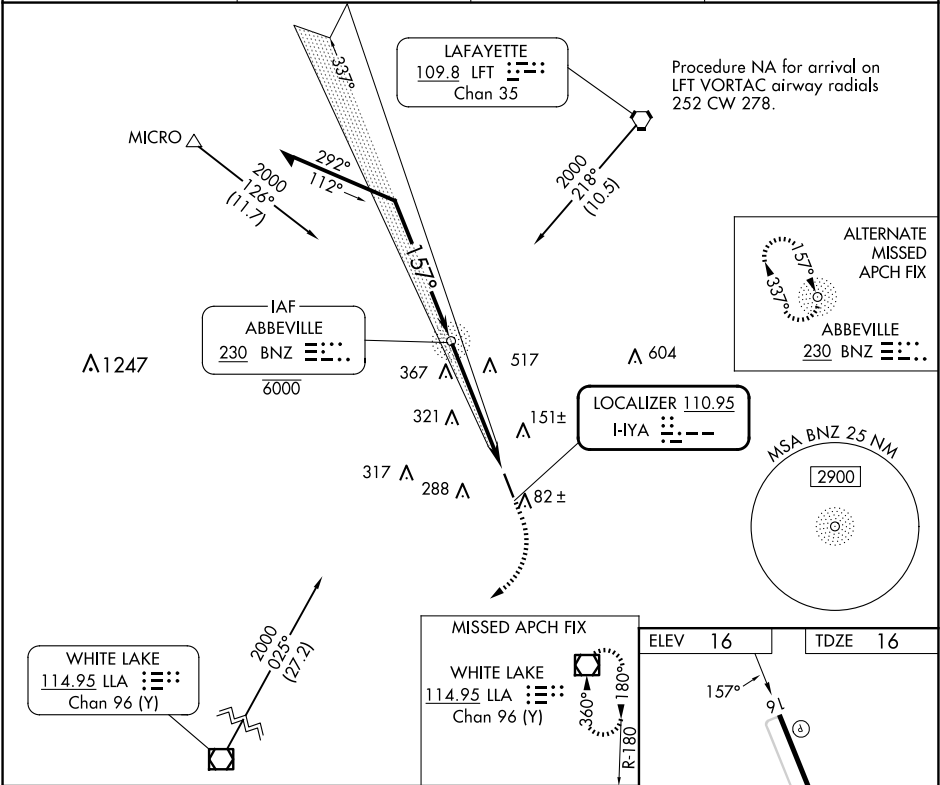 LAFAYETTE
109.8 LFT
Chan 35
Procedure NA for arrival on
LFT VORTAC airway radials
252 CW 278.
337°
MICRO
2000
126°
(11.7)
292°
112°
2000
218°
(10.5)
157°
ALTERNATE
MISSED
APCH FIX
157°
337°
ABBEVILLE
230 BNZ
IAF
ABBEVILLE
230 BNZ
6000
1247
367
517
604
321
151±
LOCALIZER 110.95
I-IYA
317
288
82 ±
MSA BNZ 25 NM
2900
2000
025°
(27.2)
WHITE LAKE
114.95 LLA
Chan 96 (Y)
MISSED APCH FIX
WHITE LAKE
114.95 LLA
Chan 96 (Y)
360°
180°
R-180
ELEV 16
TDZE 16
157°
16
P